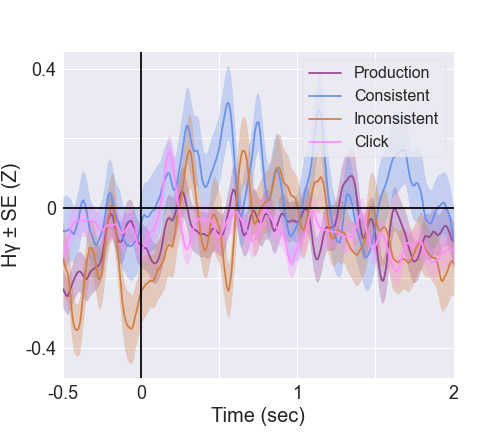 Production
Consistent
Inconsistent
Click
0.4
0
-0.4
Hγ ± SE (Z)
-0.5
0
1
2
Time (sec)